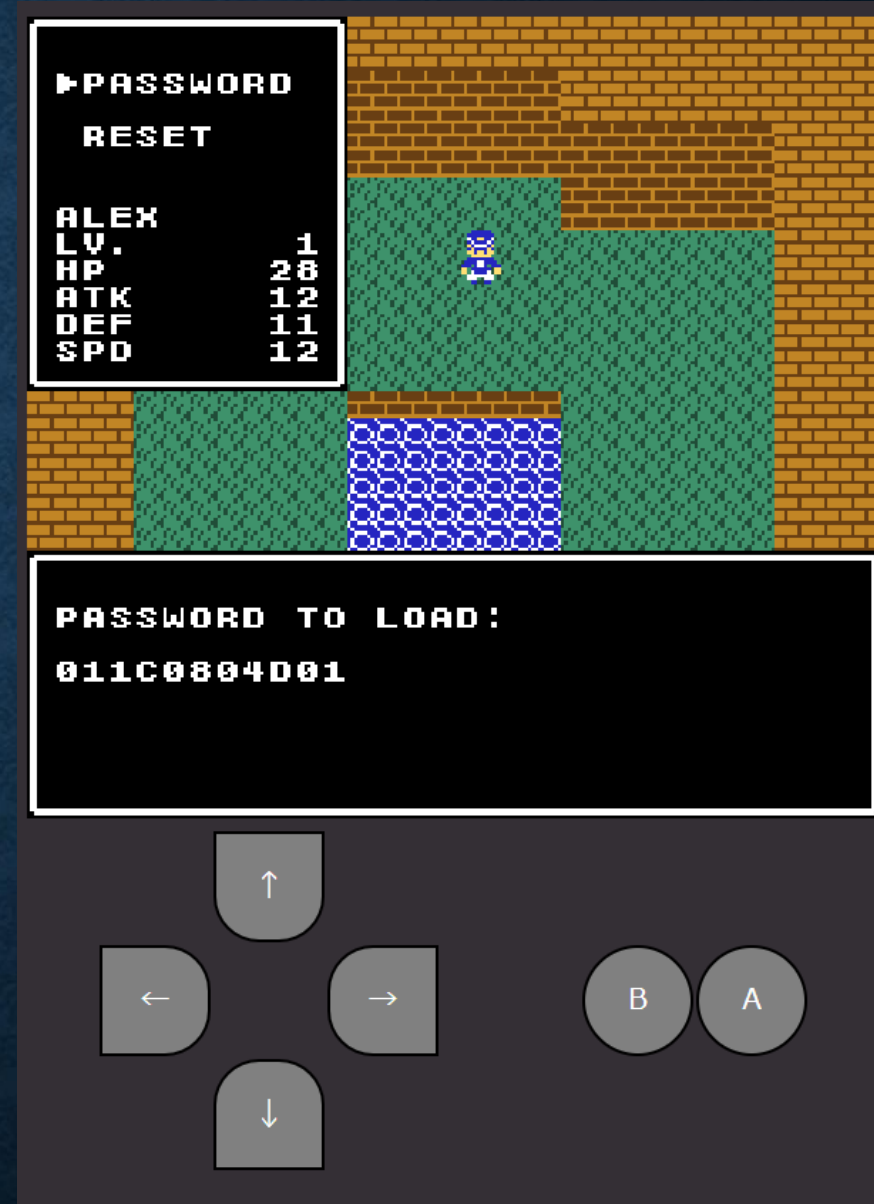 ▶PASSWORD
RESET
ALEX
LV. 1
HP 28
ATK 12
DEF 11
SPD 12
PASSWORD TO LOAD:
011C0804D01
↑
← →
B A
↓